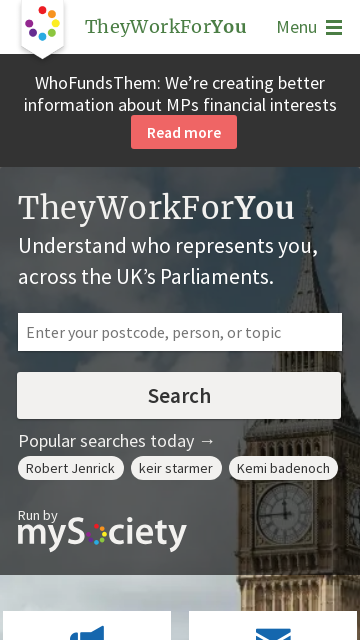 TheyWorkForYou
Menu
WhoFundsThem: We’re creating better
information about MPs financial interests
Read more
TheyWorkForYou
Understand who represents you,
across the UK’s Parliaments.
Enter your postcode, person, or topic
Search
Popular searches today →
Robert Jenrick
keir starmer
Kemi badenoch
Run by
mySociety